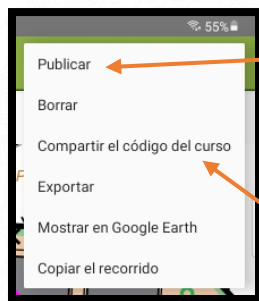 55%
Publicar
Borrar
Compartir el código del curso
Exportar
Mostrar en Google Earth
Copiar el recorrido